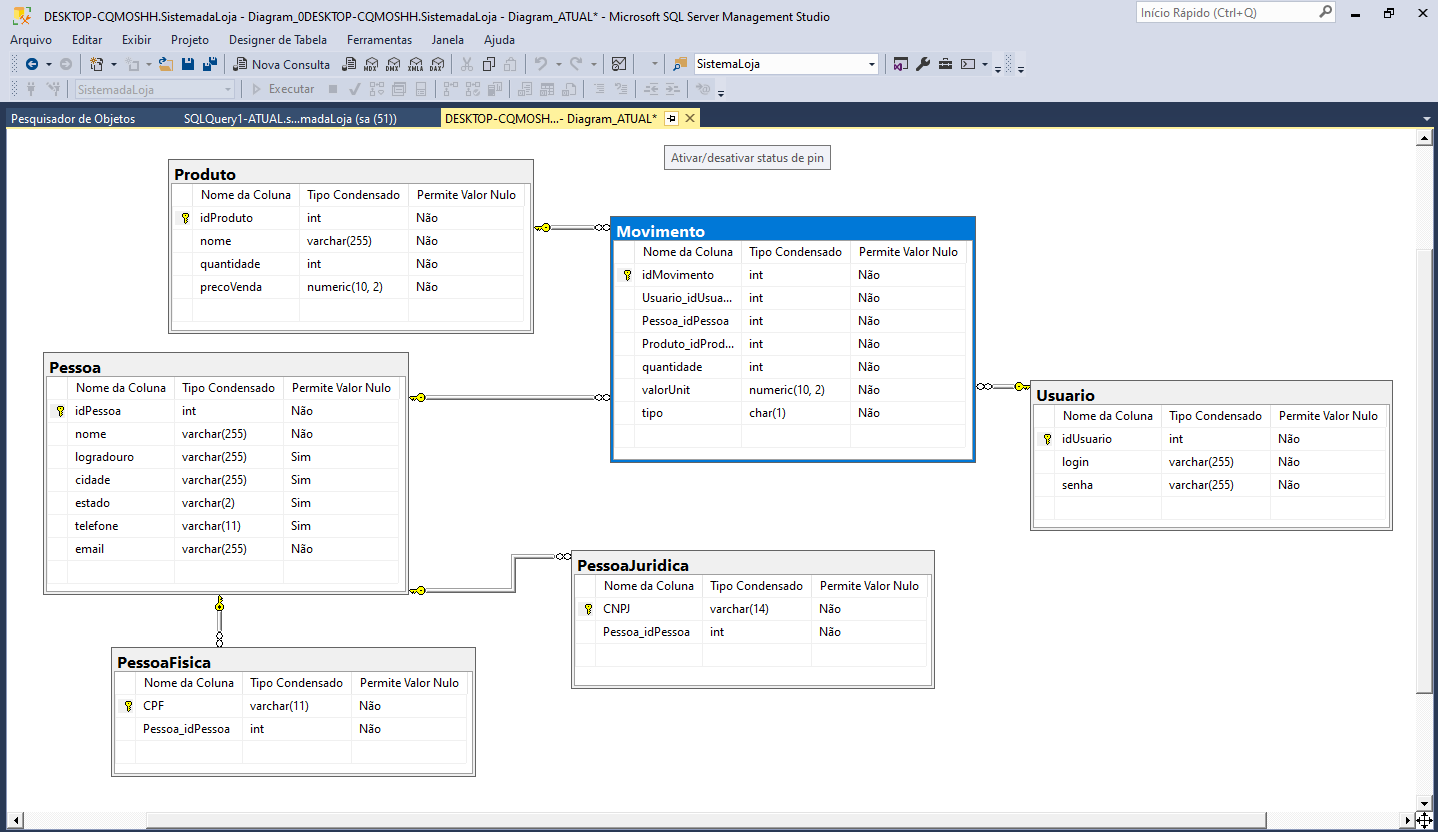 DESKTOP-CQMOSHH.SistemadaLoja - Diagram_0DESKTOP-CQMOSHH.SistemadaLoja - Diagram_ATUAL* - Microsoft SQL Server Management Studio
Início Rápido (Ctrl+Q)
Arquivo Editar Exibir Projeto Designer de Tabela Ferramentas Janela Ajuda
Nova Consulta MDX DMX XMLA DAX SistemaLoja
SistemadaLoja Executar
Pesquisador de Objetos SQLQuery1-ATUAL.s...madaLoja (sa (51)) DESKTOP-CQMOSH...- Diagram_ATUAL*
Ativar/desativar status de pin
Produto
Nome da Coluna Tipo Condensado Permite Valor Nulo
idProduto int Não
nome varchar(255) Não
quantidade int Não
precoVenda numeric(10, 2) Não
Movimento
Nome da Coluna Tipo Condensado Permite Valor Nulo
idMovimento int Não
Usuario_idUsua... int Não
Pessoa_idPessoa int Não
Produto_idProd... int Não
quantidade int Não
valorUnit numeric(10, 2) Não
tipo char(1) Não
Pessoa
Nome da Coluna Tipo Condensado Permite Valor Nulo
idPessoa int Não
nome varchar(255) Não
logradouro varchar(255) Sim
cidade varchar(255) Sim
estado varchar(2) Sim
telefone varchar(11) Sim
email varchar(255) Não
Usuario
Nome da Coluna Tipo Condensado Permite Valor Nulo
idUsuario int Não
login varchar(255) Não
senha varchar(255) Não
PessoaJuridica
Nome da Coluna Tipo Condensado Permite Valor Nulo
CNPJ varchar(14) Não
Pessoa_idPessoa int Não
PessoaFisica
Nome da Coluna Tipo Condensado Permite Valor Nulo
CPF varchar(11) Não
Pessoa_idPessoa int Não